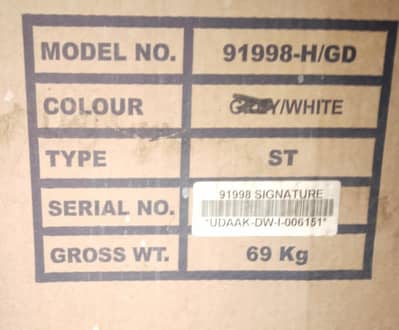 MODEL NO. 91998-H/GD
COLOUR GREY/WHITE
TYPE ST
91998 SIGNATURE
SERIAL NO. *UDAAK-DW-I-006151*
GROSS WT. 69 Kg